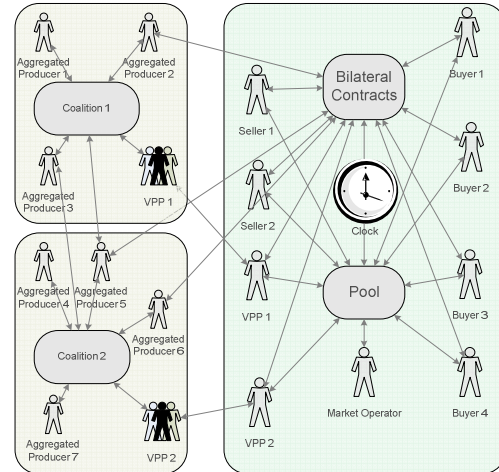 Aggregated
Producer 1
Aggregated
Producer 2
Coalition 1
Aggregated
Producer 3
VPP 1
Aggregated
Producer 4
Aggregated
Producer 5
Aggregated
Producer 6
Coalition 2
Aggregated
Producer 7
VPP 2
Bilateral
Contracts
Seller 1
Seller 2
Clock
VPP 1
Pool
VPP 2
Market Operator
Buyer 1
Buyer 2
Buyer 3
Buyer 4